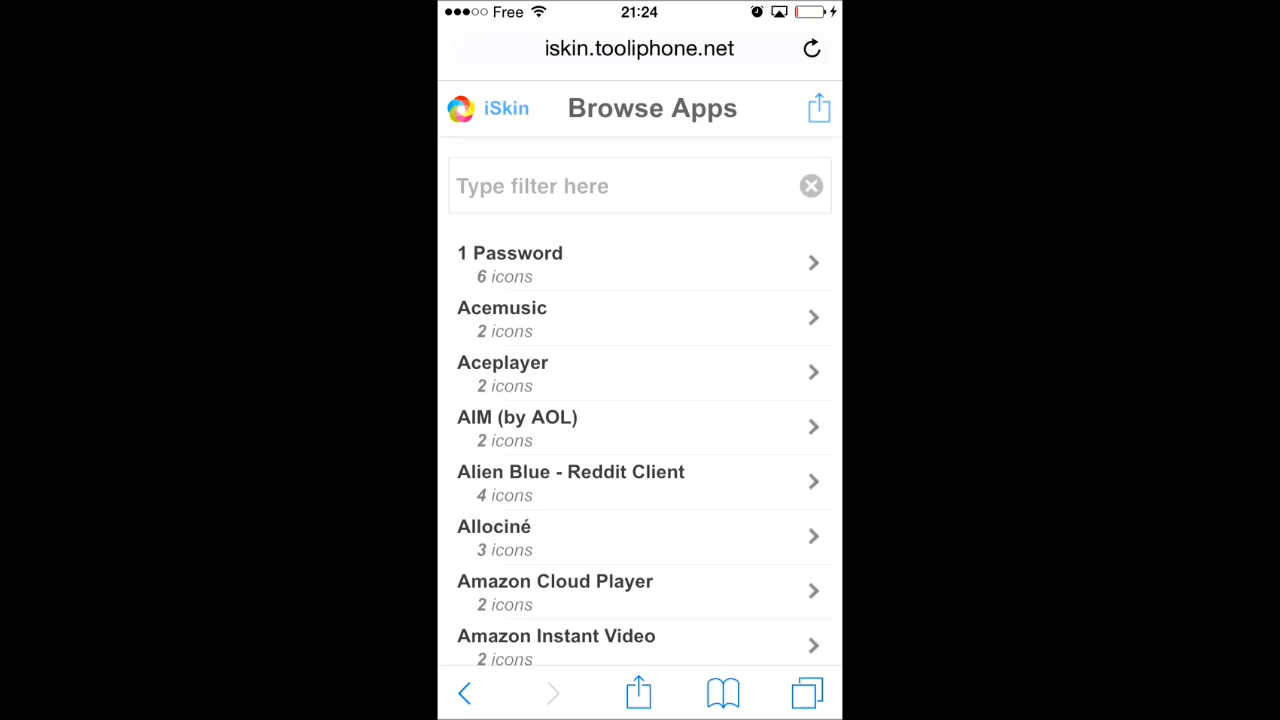 Free 21:24
iskin.tooliphone.net
iSkin Browse Apps
Type filter here
1 Password
6 icons
Acemusic
2 icons
Aceplayer
2 icons
AIM (by AOL)
2 icons
Alien Blue - Reddit Client
4 icons
Allociné
3 icons
Amazon Cloud Player
2 icons
Amazon Instant Video
2 icons